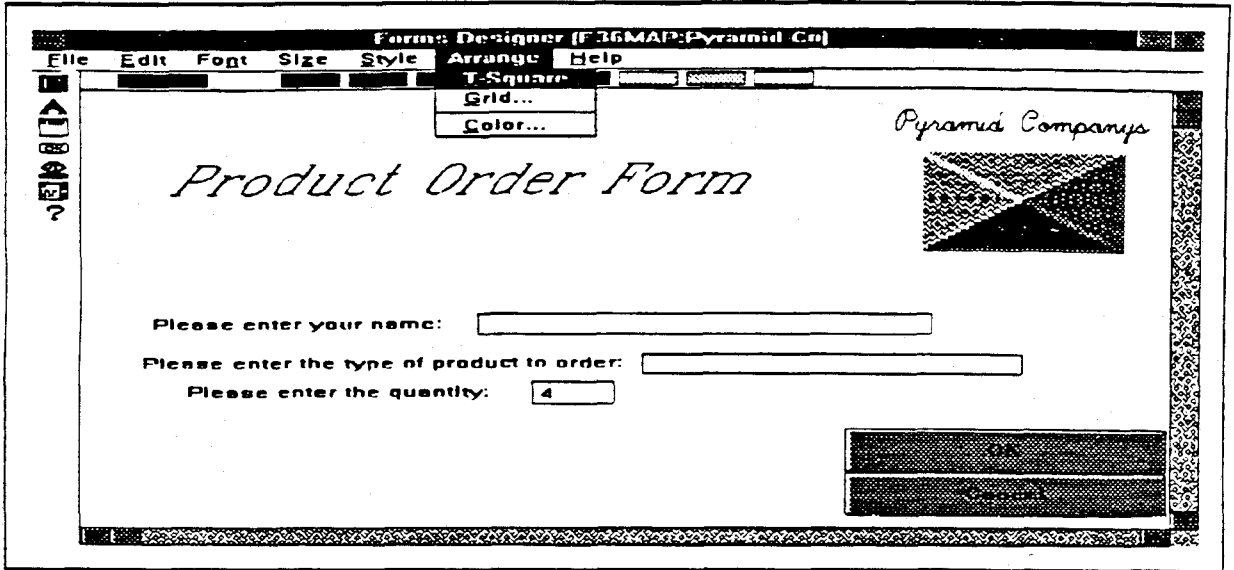 Forms Designer [F36MAP:Pyramid Co]
File Edit Font Size Style Arrange Help
T-Square
Grid...
Color...
Pyramid Companys
Product Order Form
Please enter your name:
Please enter the type of product to order:
Please enter the quantity: 4
OK
Cancel
?